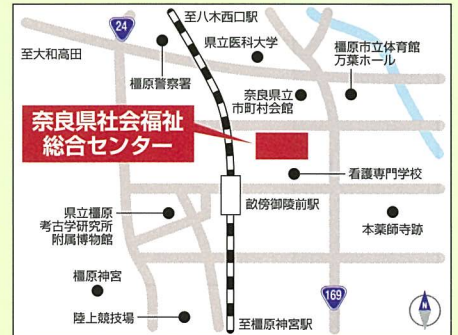 24
至八木西口駅
至大和高田
県立医科大学
橿原市立体育館
万葉ホール
橿原警察署
奈良県立
市町村会館
奈良県社会福祉
総合センター
看護専門学校
畝傍御陵前駅
県立橿原
考古学研究所
附属博物館
本薬師寺跡
橿原神宮
169
N
陸上競技場
至橿原神宮駅